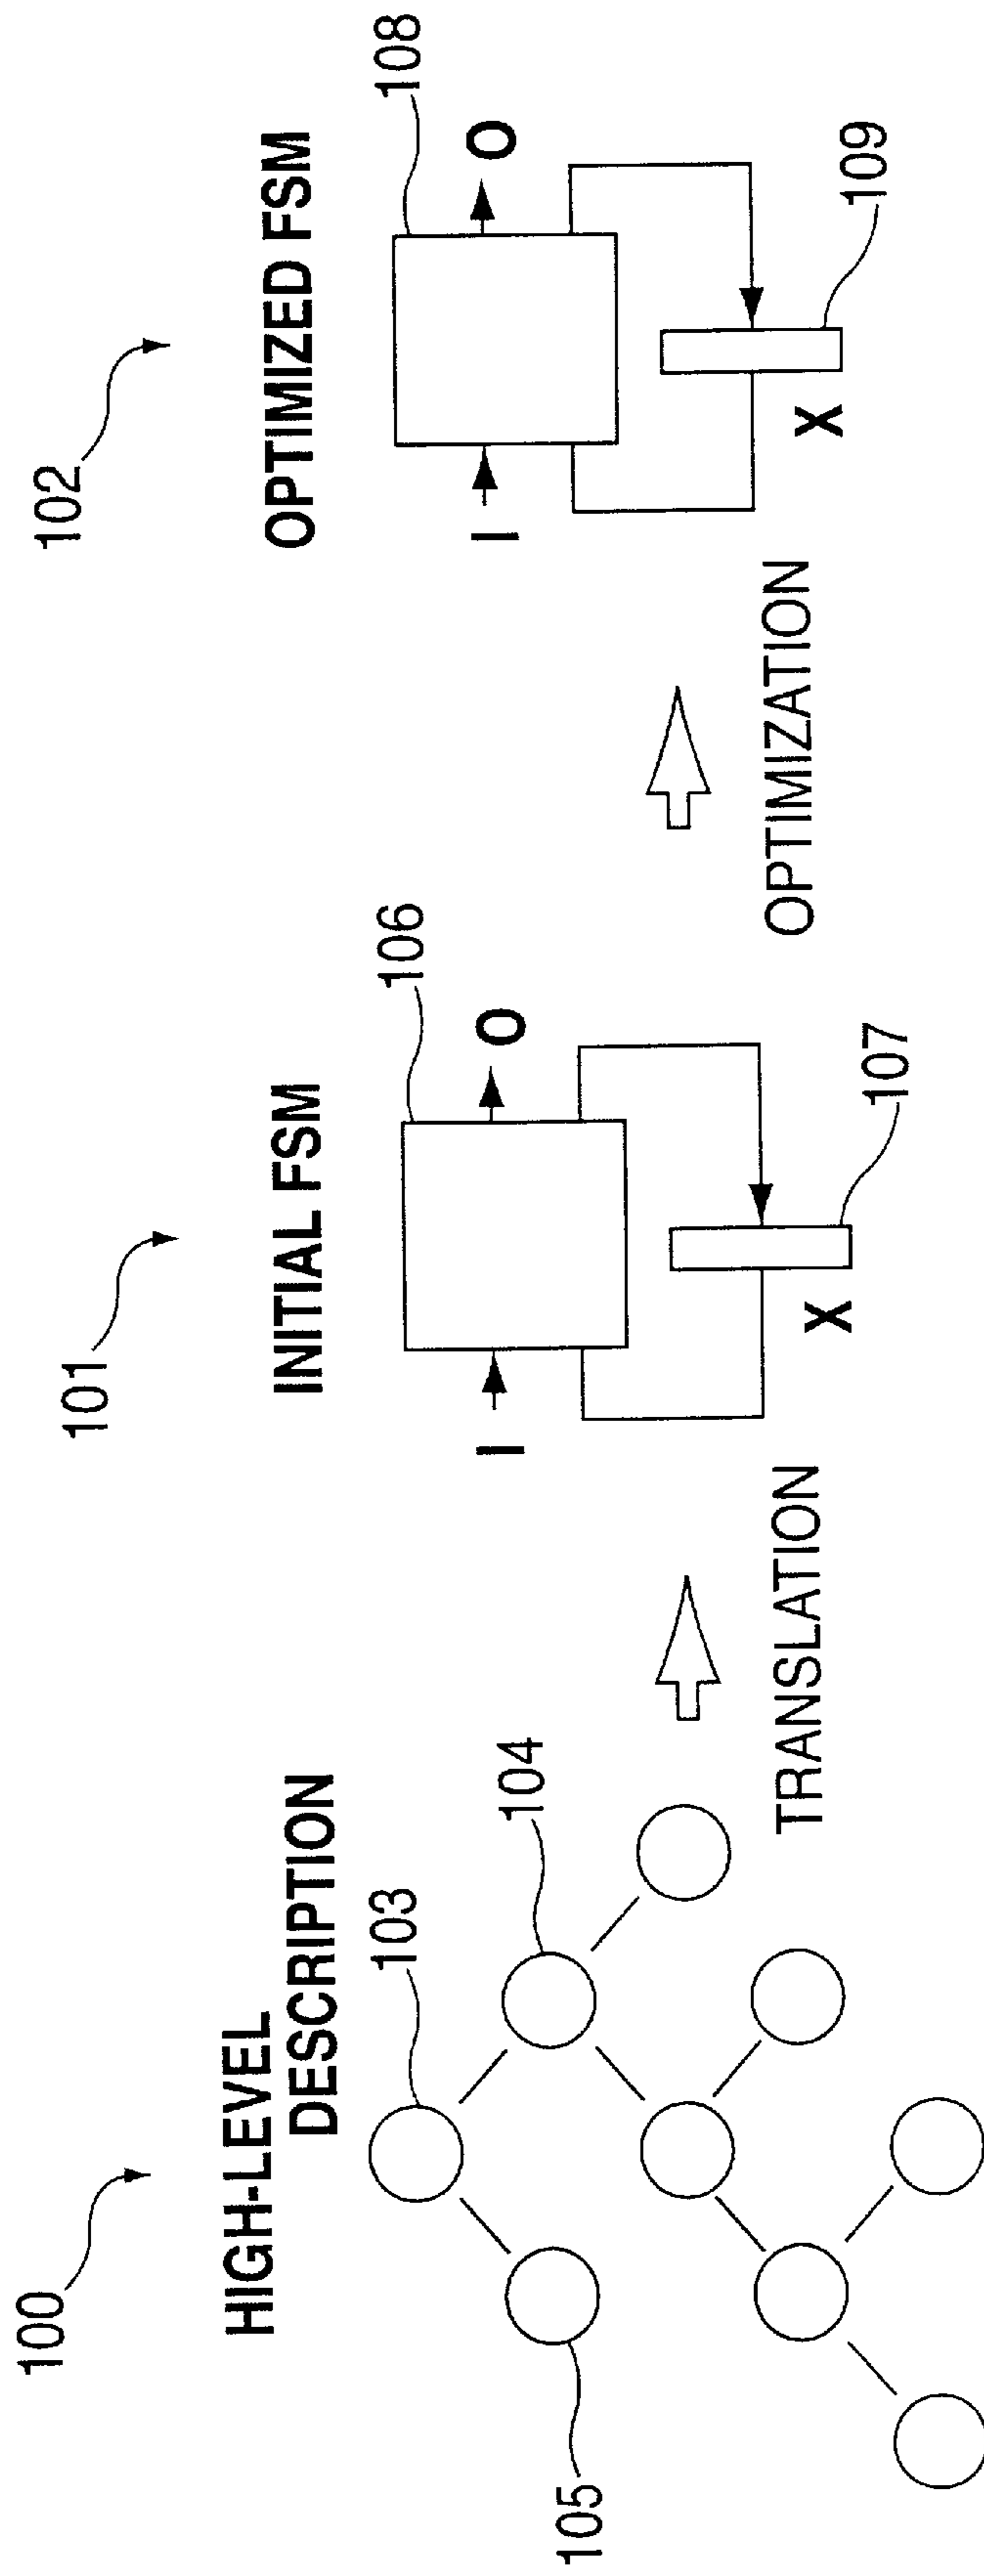 100
HIGH-LEVEL
DESCRIPTION
103
104
105
TRANSLATION
101
INITIAL FSM
106
I
O
X
107
OPTIMIZATION
102
OPTIMIZED FSM
108
I
O
X
109